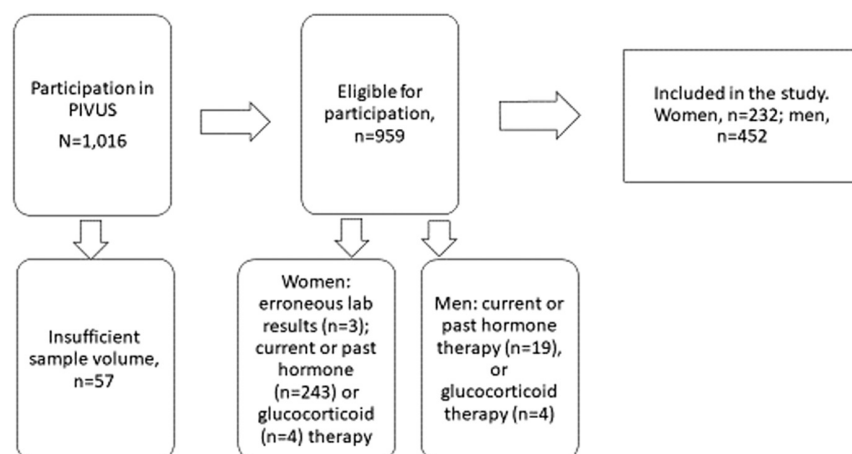 Participation in
PIVUS
N=1,016
Eligible for
participation,
n=959
Included in the study.
Women, n=232; men,
n=452
Insufficient
sample volume,
n=57
Women:
erroneous lab
results (n=3);
current or past
hormone
(n=243) or
glucocorticoid
(n=4) therapy
Men: current or
past hormone
therapy (n=19),
or
glucocorticoid
therapy (n=4)